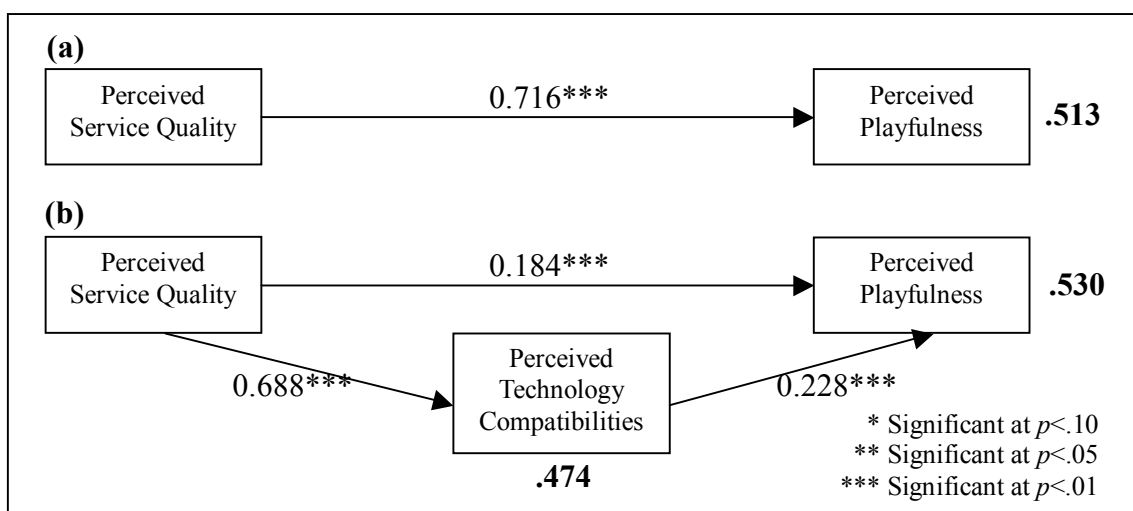 (a)
Perceived
Service Quality
0.716***
Perceived
Playfulness
.513
(b)
Perceived
Service Quality
0.184***
Perceived
Playfulness
.530
0.688***
Perceived
Technology
Compatibilities
0.228***
.474
* Significant at p<.10
** Significant at p<.05
*** Significant at p<.01